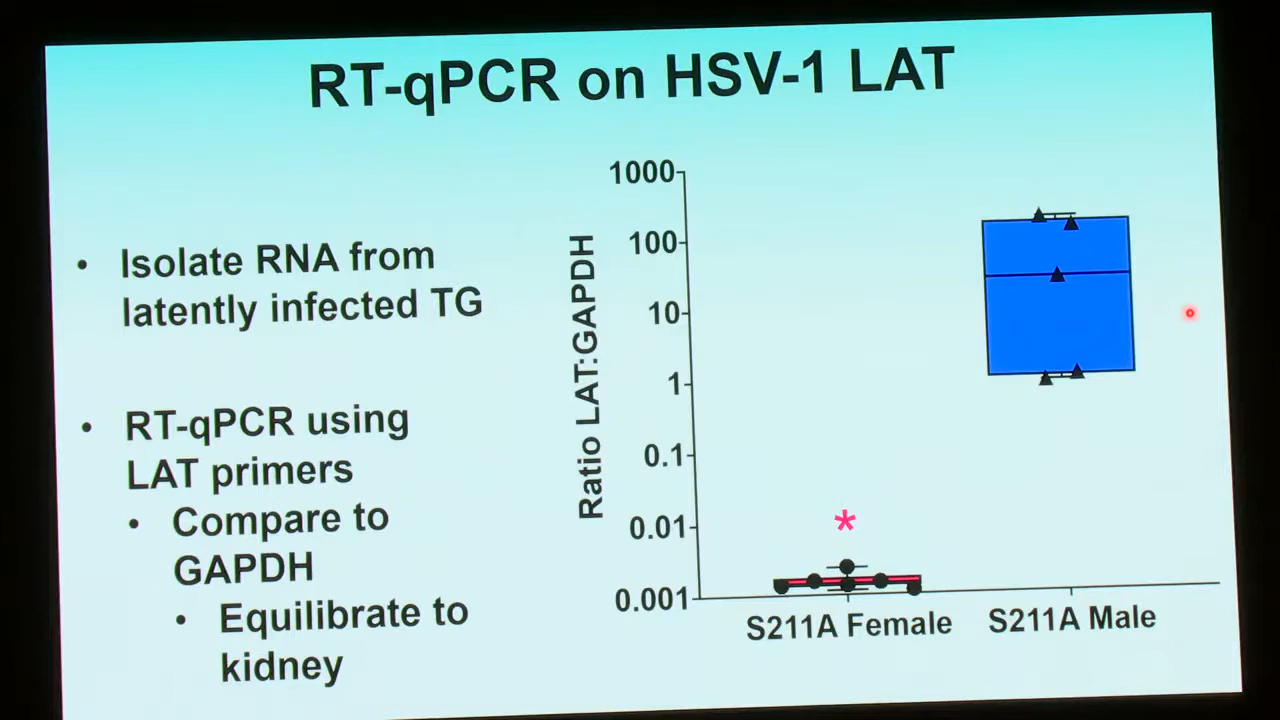 RT-qPCR on HSV-1 LAT
• Isolate RNA from
latently infected TG
• RT-qPCR using
LAT primers
• Compare to
GAPDH
• Equilibrate to
kidney
Ratio LAT:GAPDH
1000
100
10
1
0.1
0.01
0.001
*
S211A Female
S211A Male